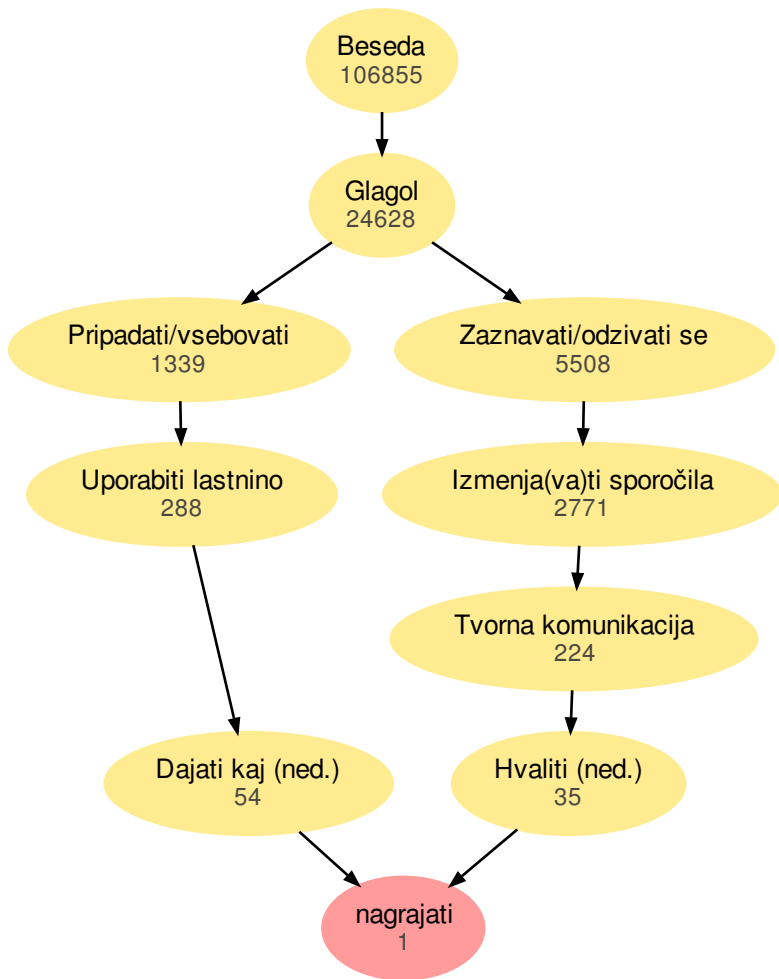 Beseda
106855
Glagol
24628
Pripadati/vsebovati
1339
Zaznavati/odzivati se
5508
Uporabiti lastnino
288
Izmenja(va)ti sporočila
2771
Tvorna komunikacija
224
Dajati kaj (ned.)
54
Hvaliti (ned.)
35
nagrajati
1